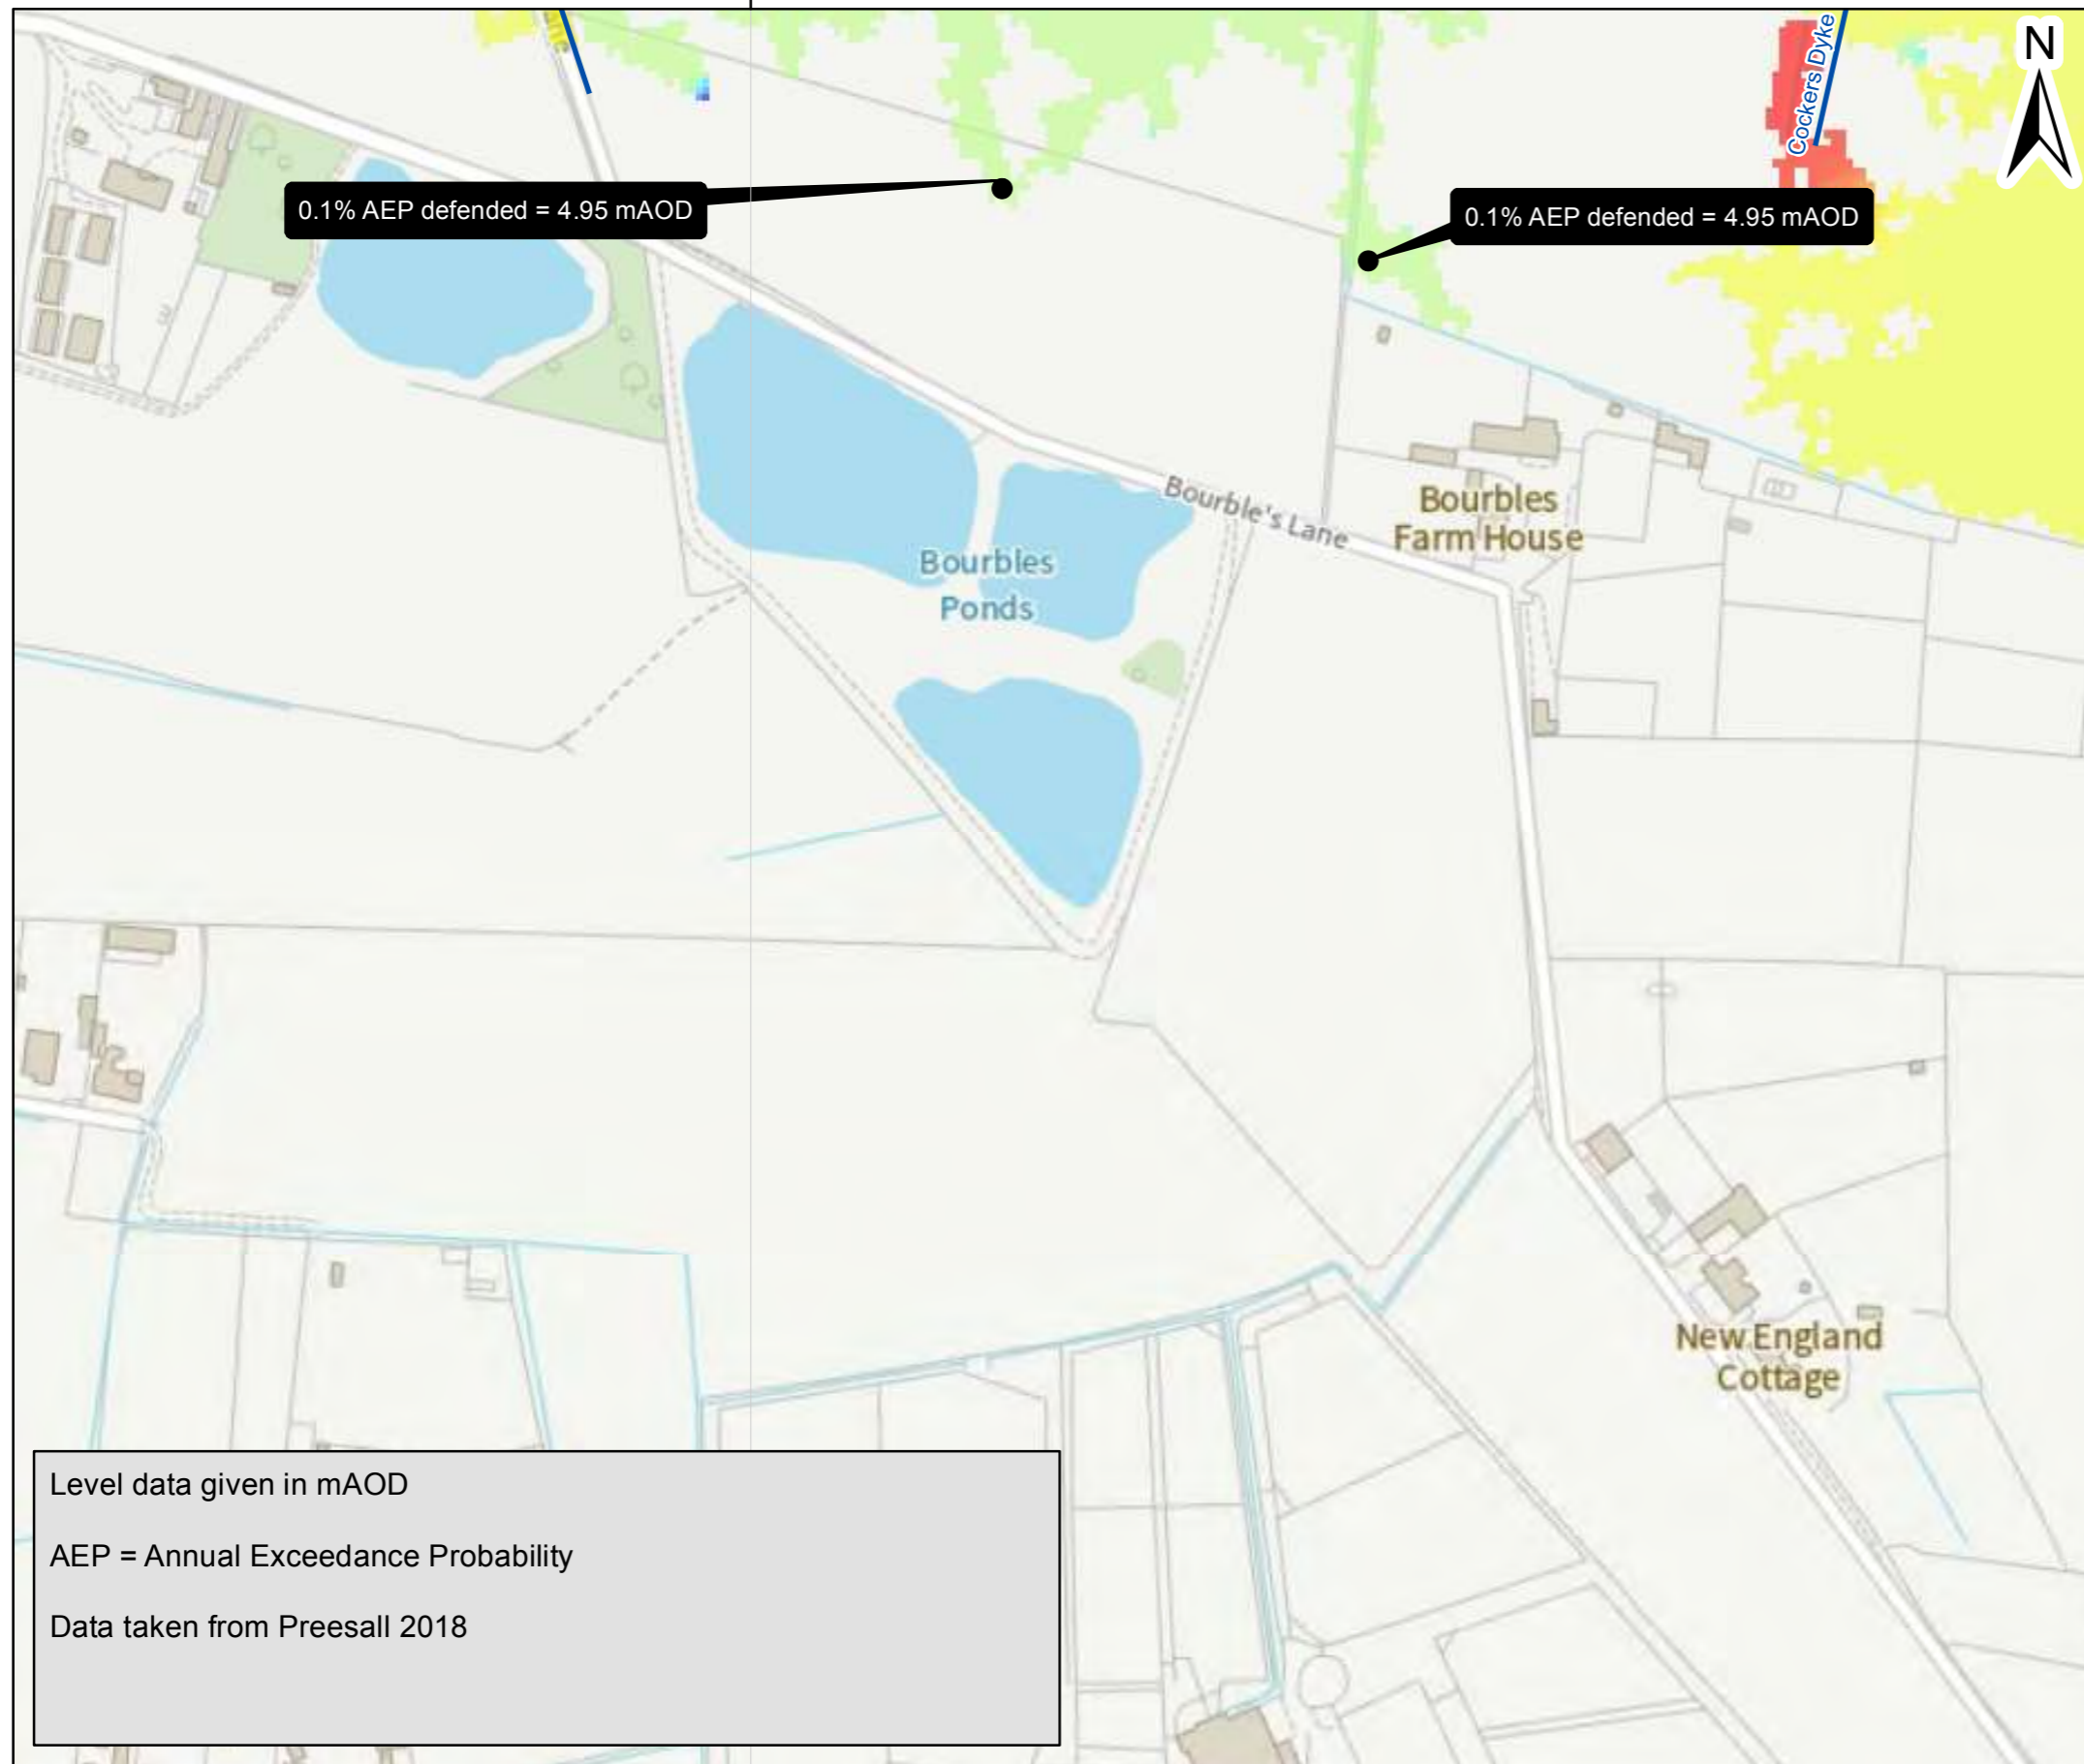 Cockers Dyke
N
0.1% AEP defended = 4.95 mAOD
0.1% AEP defended = 4.95 mAOD
Bourble's Lane
Bourbles
Farm House
Bourbles
Ponds
New England
Cottage
Level data given in mAOD
AEP = Annual Exceedance Probability
Data taken from Preesall 2018